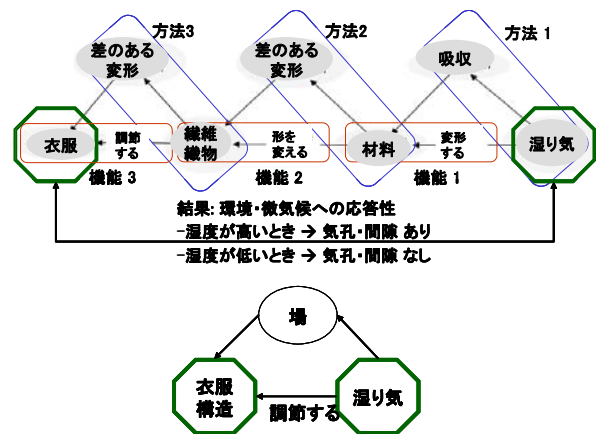 方法3
方法2
方法 1
差のある
変形
差のある
変形
吸収
衣服
調節
する
繊維
織物
形を
変える
材料
変形
する
湿り気
機能 3
機能 2
機能 1
結果: 環境・微気候への応答性
-湿度が高いとき → 気孔・間隙 あり
-湿度が低いとき → 気孔・間隙 なし
場
衣服
構造
調節する
湿り気